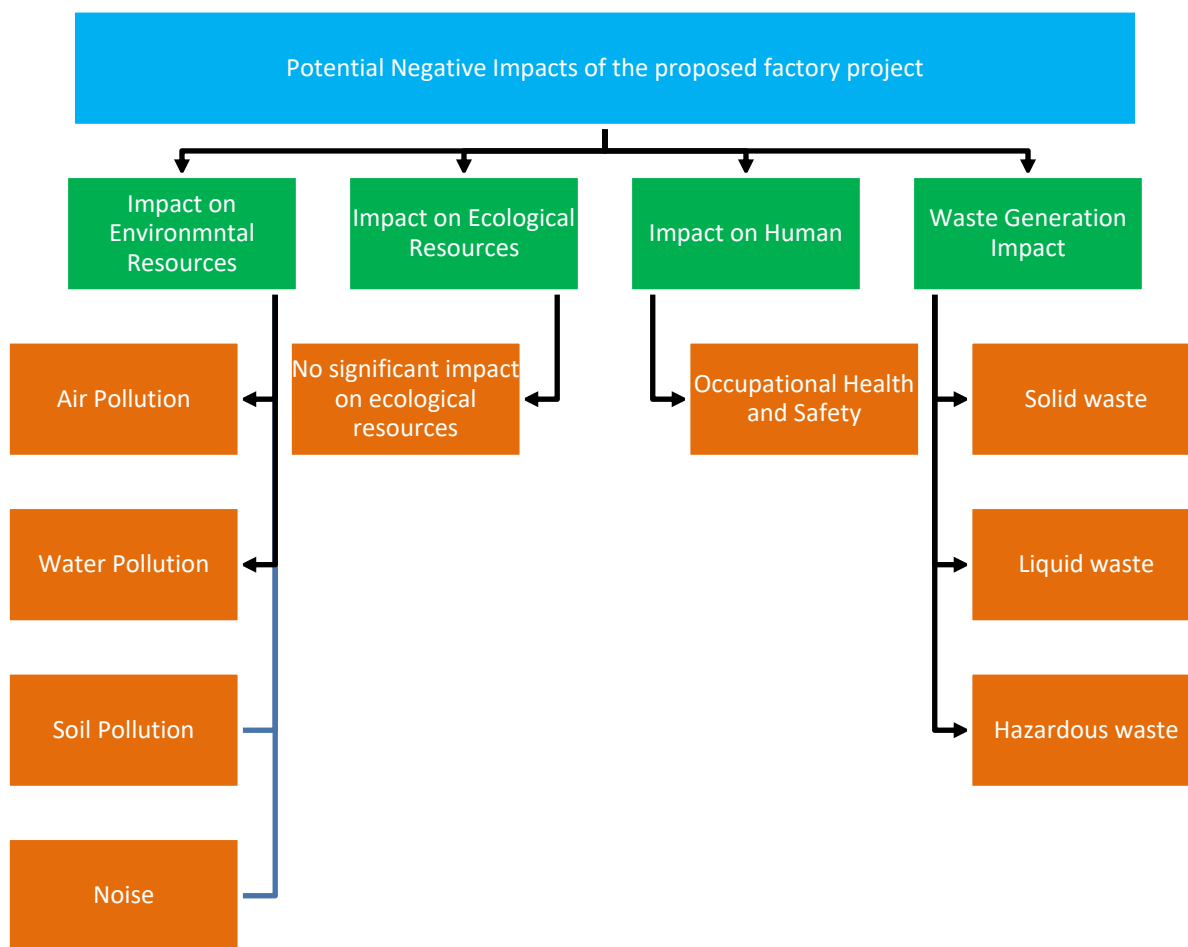 Potential Negative Impacts of the proposed factory project
Impact on
Environmntal
Resources
Impact on Ecological
Resources
Impact on Human
Waste Generation
Impact
Air Pollution
No significant impact
on ecological
resources
Occupational Health
and Safety
Solid waste
Water Pollution
Liquid waste
Soil Pollution
Hazardous waste
Noise